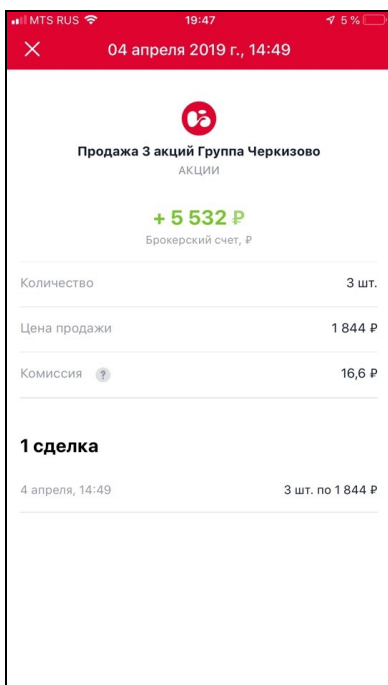 MTS RUS 19:47 5 %
04 апреля 2019 г., 14:49
Продажа 3 акций Группа Черкизово
АКЦИИ
+ 5 532 ₽
Брокерский счет, ₽
Количество 3 шт.
Цена продажи 1 844 ₽
Комиссия ? 16,6 ₽
1 сделка
4 апреля, 14:49 3 шт. по 1 844 ₽